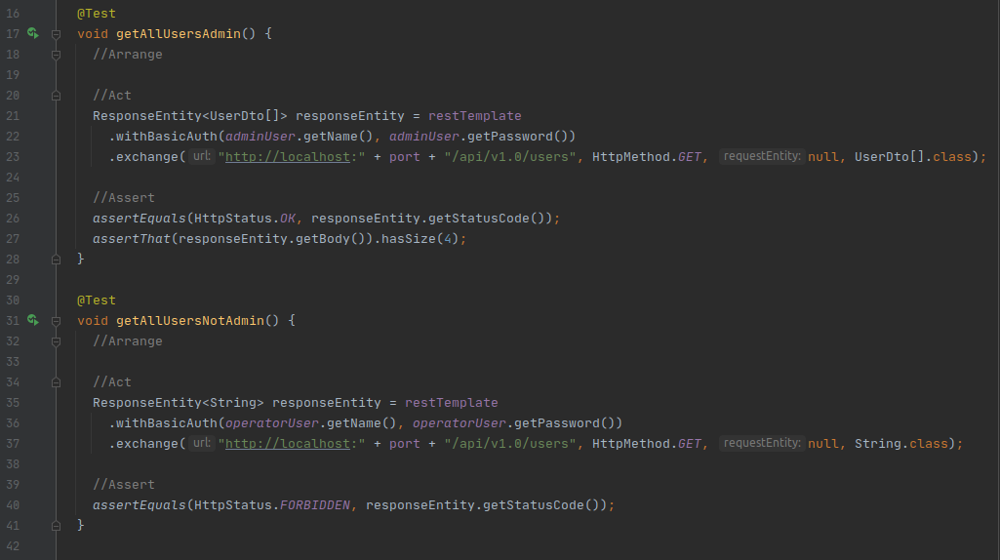 16 @Test
17 void getAllUsersAdmin() {
18 //Arrange
19
20 //Act
21 ResponseEntity<UserDto[]> responseEntity = restTemplate
22 .withBasicAuth(adminUser.getName(), adminUser.getPassword())
23 .exchange( url: "http://localhost:" + port + "/api/v1.0/users", HttpMethod.GET, requestEntity: null, UserDto[].class);
24
25 //Assert
26 assertEquals(HttpStatus.OK, responseEntity.getStatusCode());
27 assertThat(responseEntity.getBody()).hasSize(4);
28 }
29
30 @Test
31 void getAllUsersNotAdmin() {
32 //Arrange
33
34 //Act
35 ResponseEntity<String> responseEntity = restTemplate
36 .withBasicAuth(operatorUser.getName(), operatorUser.getPassword())
37 .exchange( url: "http://localhost:" + port + "/api/v1.0/users", HttpMethod.GET, requestEntity: null, String.class);
38
39 //Assert
40 assertEquals(HttpStatus.FORBIDDEN, responseEntity.getStatusCode());
41 }
42